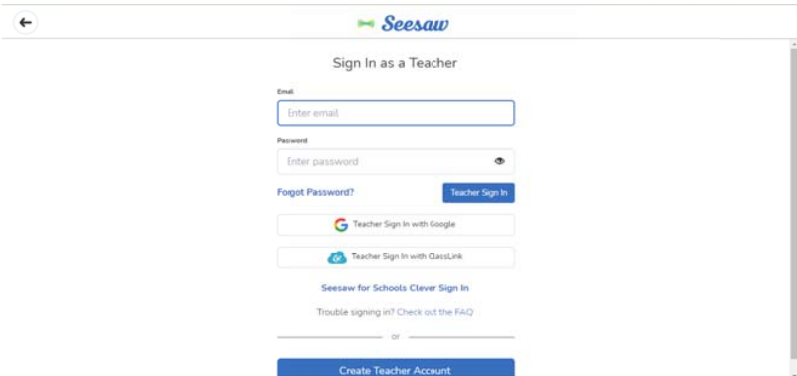 Seesaw
Sign In as a Teacher
Email
Enter email
Password
Enter password
Forgot Password?
Teacher Sign In
Teacher Sign In with Google
Teacher Sign In with ClassLink
Seesaw for Schools Clever Sign In
Trouble signing in? Check out the FAQ
or
Create Teacher Account